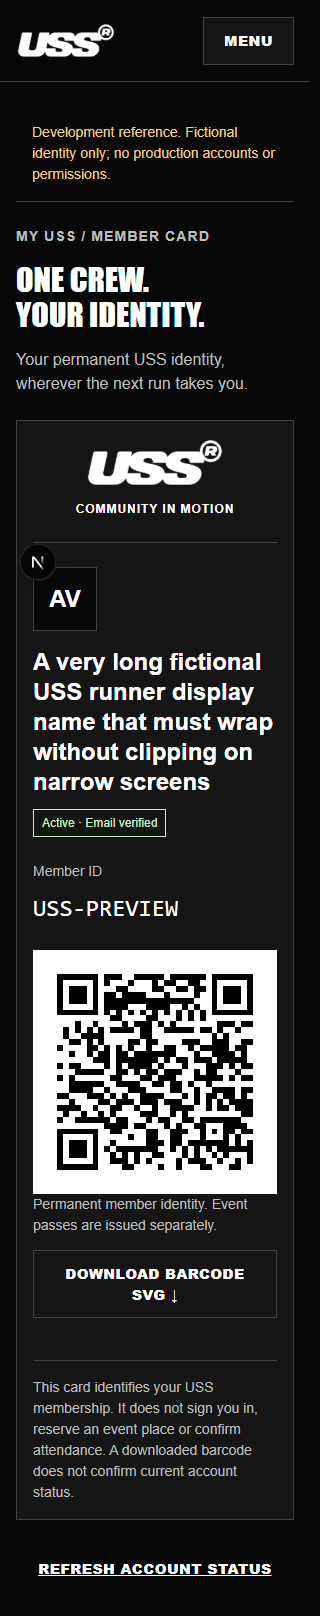 USS®
MENU
Development reference. Fictional
identity only; no production accounts or
permissions.
MY USS / MEMBER CARD
ONE CREW.
YOUR IDENTITY.
Your permanent USS identity,
wherever the next run takes you.
USS®
COMMUNITY IN MOTION
N
AV
A very long fictional
USS runner display
name that must wrap
without clipping on
narrow screens
Active · Email verified
Member ID
USS-PREVIEW
Permanent member identity. Event
passes are issued separately.
DOWNLOAD BARCODE
SVG ↓
This card identifies your USS
membership. It does not sign you in,
reserve an event place or confirm
attendance. A downloaded barcode
does not confirm current account
status.
REFRESH ACCOUNT STATUS